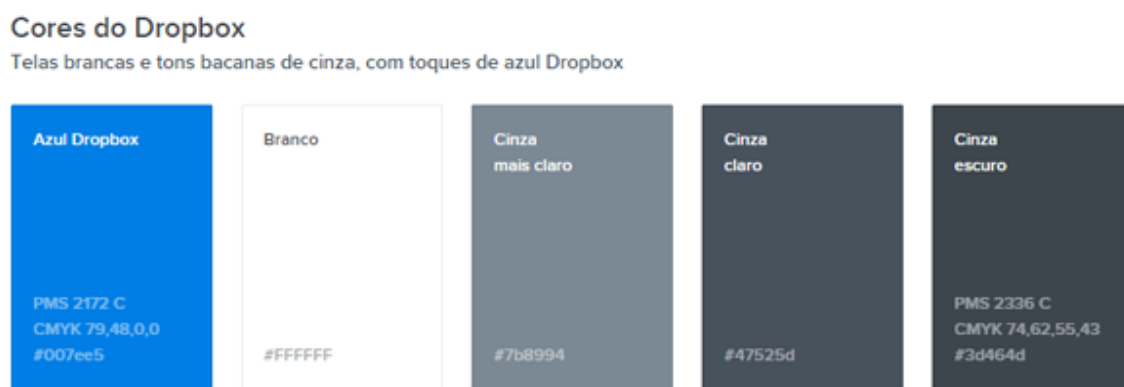 Cores do Dropbox
Telas brancas e tons bacanas de cinza, com toques de azul Dropbox
Azul Dropbox
PMS 2172 C
CMYK 79,48,0,0
#007ee5
Branco
#FFFFFF
Cinza
mais claro
#7b8994
Cinza
claro
#47525d
Cinza
escuro
PMS 2336 C
CMYK 74,62,55,43
#3d464d